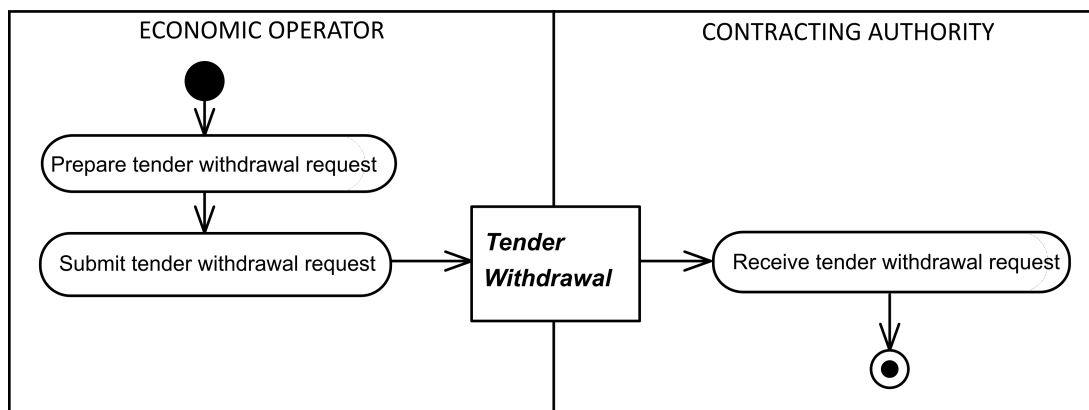 ECONOMIC OPERATOR
CONTRACTING AUTHORITY
Prepare tender withdrawal request
Submit tender withdrawal request
Tender
Withdrawal
Receive tender withdrawal request